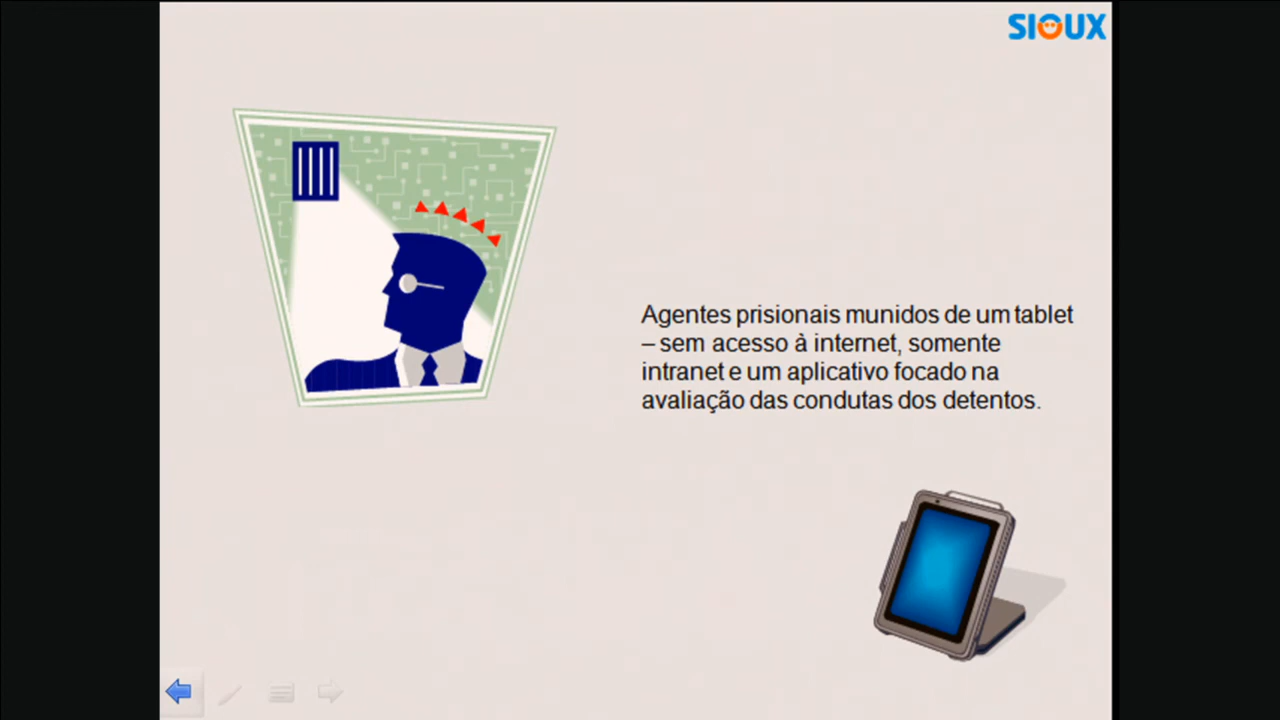 SIOUX
Agentes prisionais munidos de um tablet
– sem acesso à internet, somente
intranet e um aplicativo focado na
avaliação das condutas dos detentos.